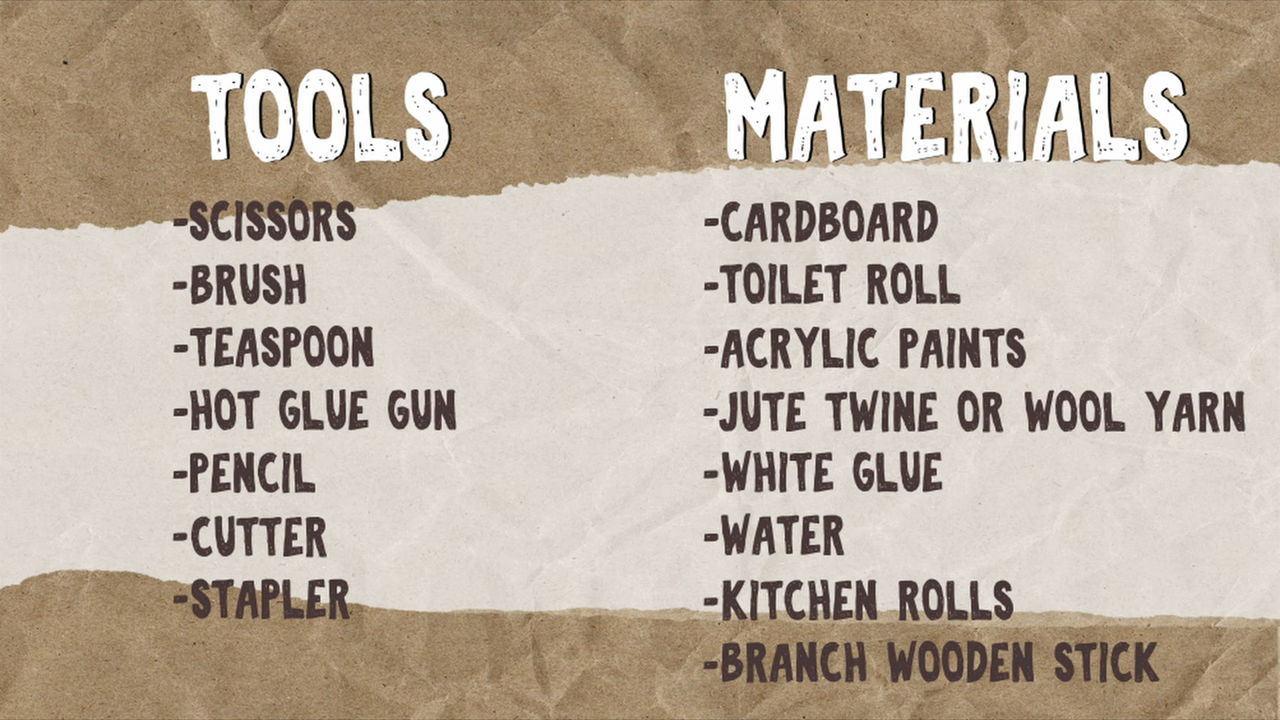 TOOLS
-SCISSORS
-BRUSH
-TEASPOON
-HOT GLUE GUN
-PENCIL
-CUTTER
-STAPLER
MATERIALS
-CARDBOARD
-TOILET ROLL
-ACRYLIC PAINTS
-JUTE TWINE OR WOOL YARN
-WHITE GLUE
-WATER
-KITCHEN ROLLS
-BRANCH WOODEN STICK